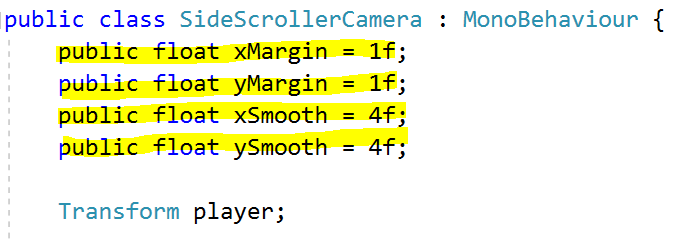 public class SideScrollerCamera : MonoBehaviour {
public float xMargin = 1f;
public float yMargin = 1f;
public float xSmooth = 4f;
public float ySmooth = 4f;
Transform player;